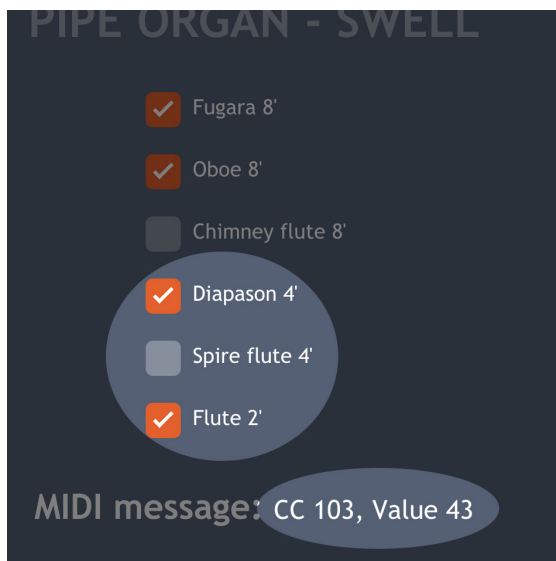 PIPE ORGAN - SWELL
Fugara 8'
Oboe 8'
Chimney flute 8'
Diapason 4'
Spire flute 4'
Flute 2'
MIDI message: CC 103, Value 43